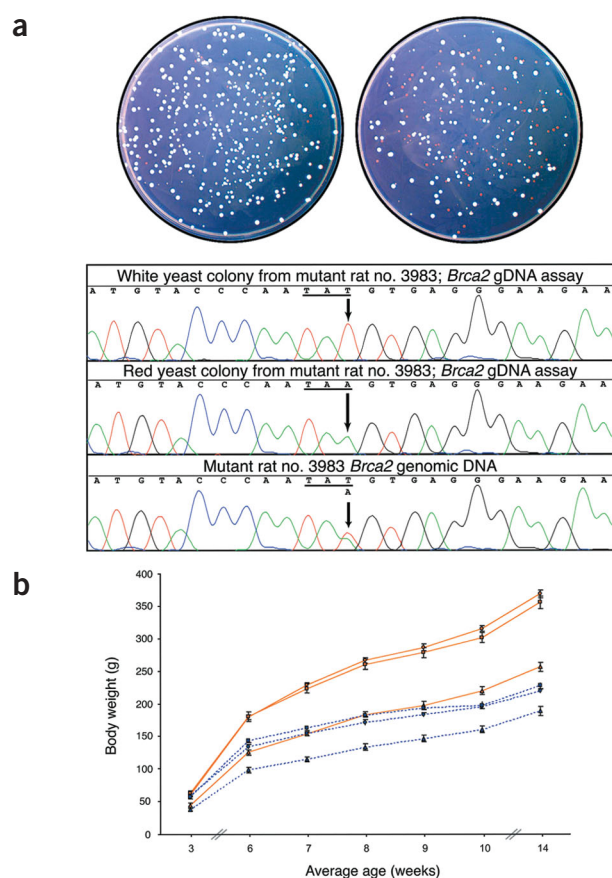 a
White yeast colony from mutant rat no. 3983; Brca2 gDNA assay
A T G T A C C C A A T A T G T G A G G G A A G A A
Red yeast colony from mutant rat no. 3983; Brca2 gDNA assay
A T G T A C C C A A T A A G T G A G G G A A G A A
Mutant rat no. 3983 Brca2 genomic DNA
A T G T A C C C A A T A T G T G A G G G A A G A A
A
b
400
350
300
250
200
150
100
50
0
Body weight (g)
3 6 7 8 9 10 14
Average age (weeks)